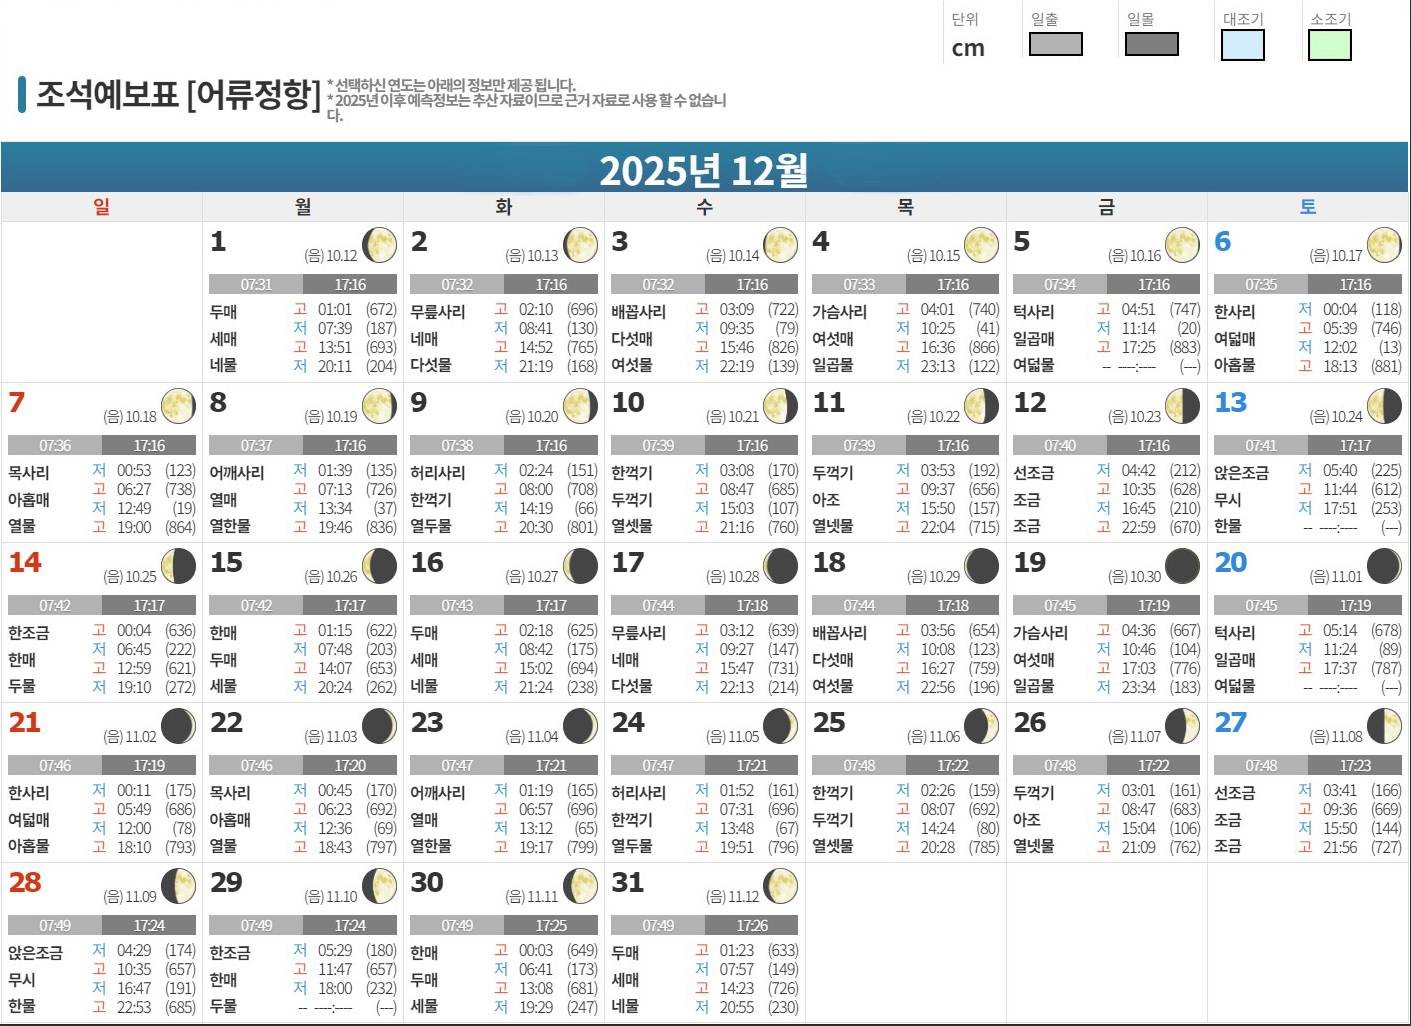 단위 일출 일몰 대조기 소조기
cm
조석예보표 [어류정항]
* 선택하신 연도는 아래의 정보만 제공 됩니다.
* 2025년 이후 예측정보는 추산 자료이므로 근거 자료로 사용 할 수 없습니
다.
2025년 12월
일 월 화 수 목 금 토
1 (음) 10.12
07:31 17:16
두매
세매
네물
고 01:01 (672)
저 07:39 (187)
고 13:51 (693)
저 20:11 (204)
2 (음) 10.13
07:32 17:16
무릎사리
네매
다섯물
고 02:10 (696)
저 08:41 (130)
고 14:52 (765)
저 21:19 (168)
3 (음) 10.14
07:32 17:16
배꼽사리
다섯매
여섯물
고 03:09 (722)
저 09:35 (79)
고 15:46 (826)
저 22:19 (139)
4 (음) 10.15
07:33 17:16
가슴사리
여섯매
일곱물
고 04:01 (740)
저 10:25 (41)
고 16:36 (866)
저 23:13 (122)
5 (음) 10.16
07:34 17:16
턱사리
일곱매
여덟물
고 04:51 (747)
저 11:14 (20)
고 17:25 (883)
-- ----:---- (---)
6 (음) 10.17
07:35 17:16
한사리
여덟매
아홉물
저 00:04 (118)
고 05:39 (746)
저 12:02 (13)
고 18:13 (881)
7 (음) 10.18
07:36 17:16
목사리
아홉매
열물
저 00:53 (123)
고 06:27 (738)
저 12:49 (19)
고 19:00 (864)
8 (음) 10.19
07:37 17:16
어깨사리
열매
열한물
저 01:39 (135)
고 07:13 (726)
저 13:34 (37)
고 19:46 (836)
9 (음) 10.20
07:38 17:16
허리사리
한꺽기
열두물
저 02:24 (151)
고 08:00 (708)
저 14:19 (66)
고 20:30 (801)
10 (음) 10.21
07:39 17:16
한꺽기
두꺽기
열셋물
저 03:08 (170)
고 08:47 (685)
저 15:03 (107)
고 21:16 (760)
11 (음) 10.22
07:39 17:16
두꺽기
아조
열넷물
저 03:53 (192)
고 09:37 (656)
저 15:50 (157)
고 22:04 (715)
12 (음) 10.23
07:40 17:16
선조금
조금
조금
저 04:42 (212)
고 10:35 (628)
저 16:45 (210)
고 22:59 (670)
13 (음) 10.24
07:41 17:17
앉은조금
무시
한물
저 05:40 (225)
고 11:44 (612)
저 17:51 (253)
-- ----:---- (---)
14 (음) 10.25
07:42 17:17
한조금
한매
두물
고 00:04 (636)
저 06:45 (222)
고 12:59 (621)
저 19:10 (272)
15 (음) 10.26
07:42 17:17
한매
두매
세물
고 01:15 (622)
저 07:48 (203)
고 14:07 (653)
저 20:24 (262)
16 (음) 10.27
07:43 17:17
두매
세매
네물
고 02:18 (625)
저 08:42 (175)
고 15:02 (694)
저 21:24 (238)
17 (음) 10.28
07:44 17:18
무릎사리
네매
다섯물
고 03:12 (639)
저 09:27 (147)
고 15:47 (731)
저 22:13 (214)
18 (음) 10.29
07:44 17:18
배꼽사리
다섯매
여섯물
고 03:56 (654)
저 10:08 (123)
고 16:27 (759)
저 22:56 (196)
19 (음) 10.30
07:45 17:19
가슴사리
여섯매
일곱물
고 04:36 (667)
저 10:46 (104)
고 17:03 (776)
저 23:34 (183)
20 (음) 11.01
07:45 17:19
턱사리
일곱매
여덟물
고 05:14 (678)
저 11:24 (89)
고 17:37 (787)
-- ----:---- (---)
21 (음) 11.02
07:46 17:19
한사리
여덟매
아홉물
저 00:11 (175)
고 05:49 (686)
저 12:00 (78)
고 18:10 (793)
22 (음) 11.03
07:46 17:20
목사리
아홉매
열물
저 00:45 (170)
고 06:23 (692)
저 12:36 (69)
고 18:43 (797)
23 (음) 11.04
07:47 17:21
어깨사리
열매
열한물
저 01:19 (165)
고 06:57 (696)
저 13:12 (65)
고 19:17 (799)
24 (음) 11.05
07:47 17:21
허리사리
한꺽기
열두물
저 01:52 (161)
고 07:31 (696)
저 13:48 (67)
고 19:51 (796)
25 (음) 11.06
07:48 17:22
한꺽기
두꺽기
열셋물
저 02:26 (159)
고 08:07 (692)
저 14:24 (80)
고 20:28 (785)
26 (음) 11.07
07:48 17:22
두꺽기
아조
열넷물
저 03:01 (161)
고 08:47 (683)
저 15:04 (106)
고 21:09 (762)
27 (음) 11.08
07:48 17:23
선조금
조금
조금
저 03:41 (166)
고 09:36 (669)
저 15:50 (144)
고 21:56 (727)
28 (음) 11.09
07:49 17:24
앉은조금
무시
한물
저 04:29 (174)
고 10:35 (657)
저 16:47 (191)
고 22:53 (685)
29 (음) 11.10
07:49 17:24
한조금
한매
두물
저 05:29 (180)
고 11:47 (657)
저 18:00 (232)
-- ----:---- (---)
30 (음) 11.11
07:49 17:25
한매
두매
세물
고 00:03 (649)
저 06:41 (173)
고 13:08 (681)
저 19:29 (247)
31 (음) 11.12
07:49 17:26
두매
세매
네물
고 01:23 (633)
저 07:57 (149)
고 14:23 (726)
저 20:55 (230)